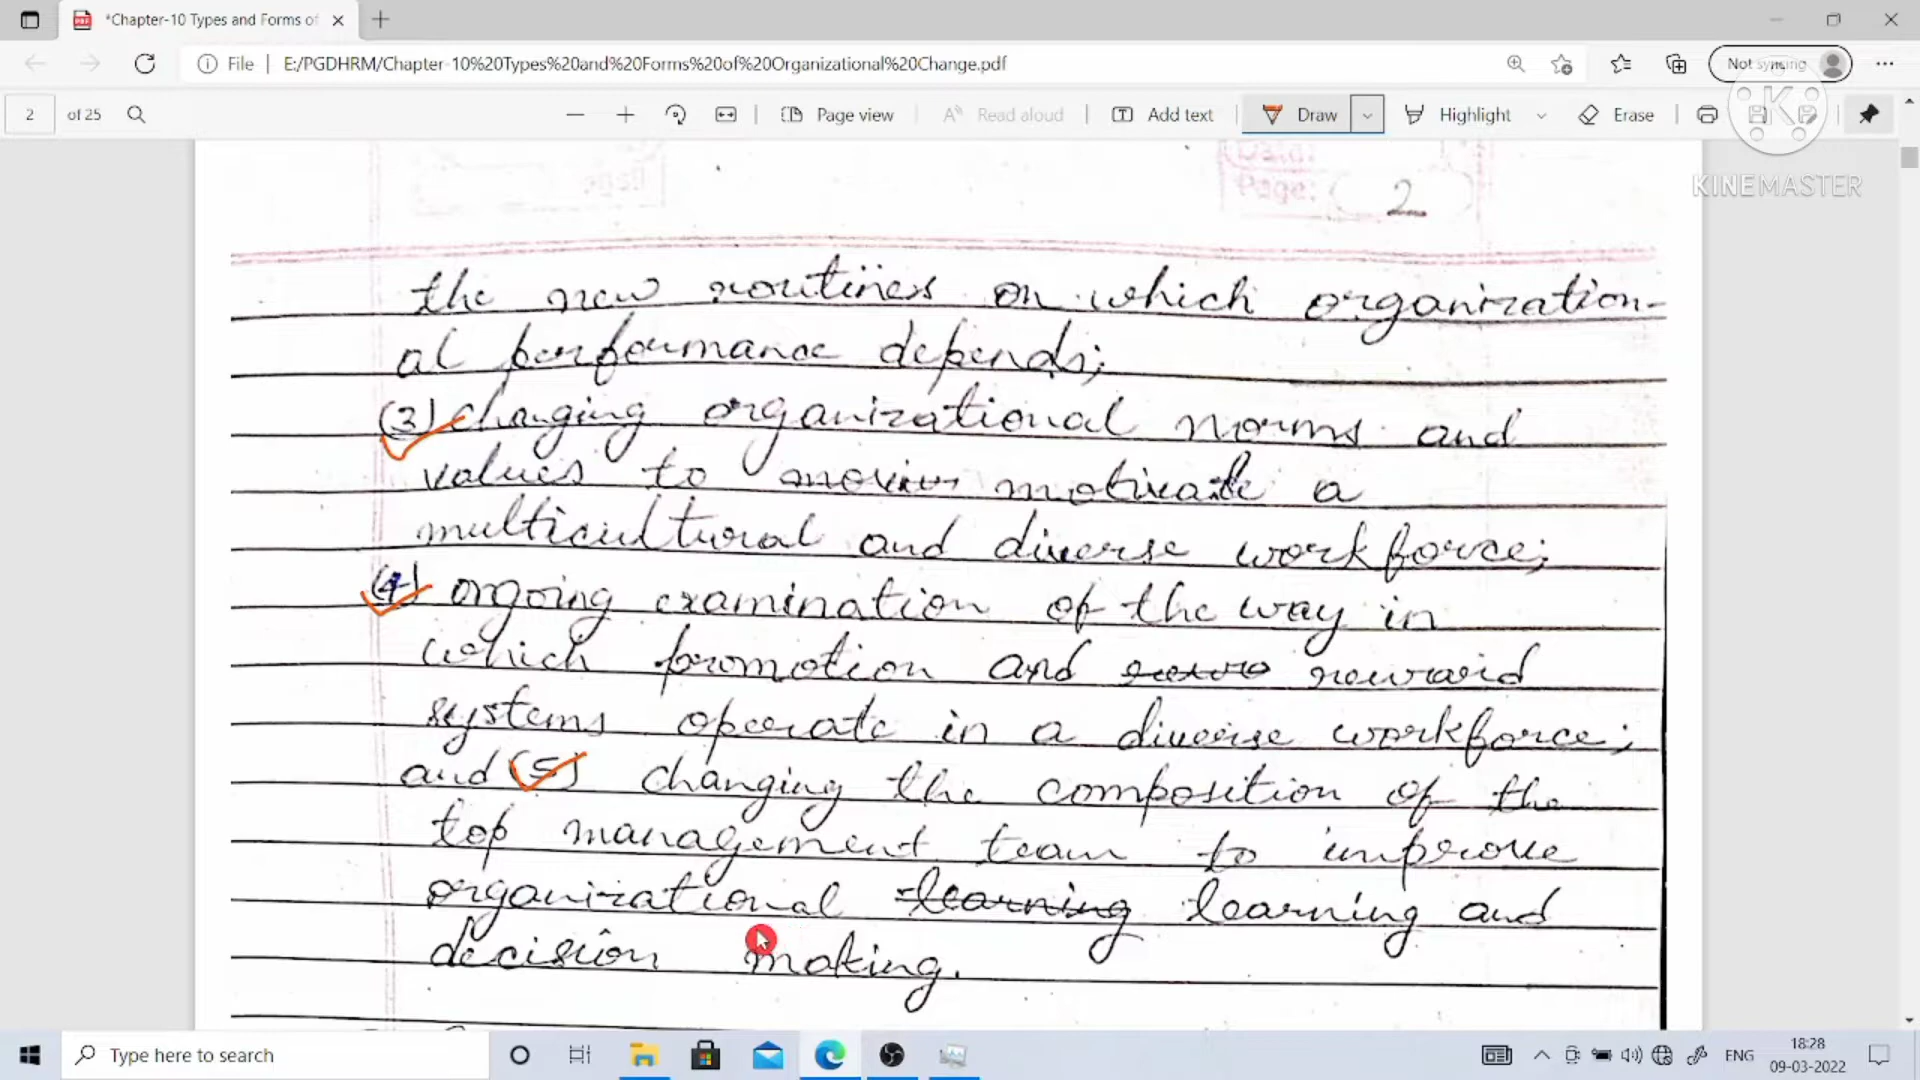 *Chapter-10 Types and Forms of
File | E:/PGDHRM/Chapter-10%20Types%20and%20Forms%20of%20Organizational%20Change.pdf
Not syncing
2 of 25
Page view
Read aloud
Add text
Draw
Highlight
Erase
KINEMASTER
Date:
Page: 2
the new routines on which organization-
al performance depends;
(3) changing organizational norms and
values to motivate a
multicultural and diverse workforce;
(4) ongoing examination of the way in
which promotion and reward
systems operate in a diverse workforce;
and (5) changing the composition of the
top management team to improve
organizational learning learning and
decision making.
Type here to search
ENG
18:28
09-03-2022